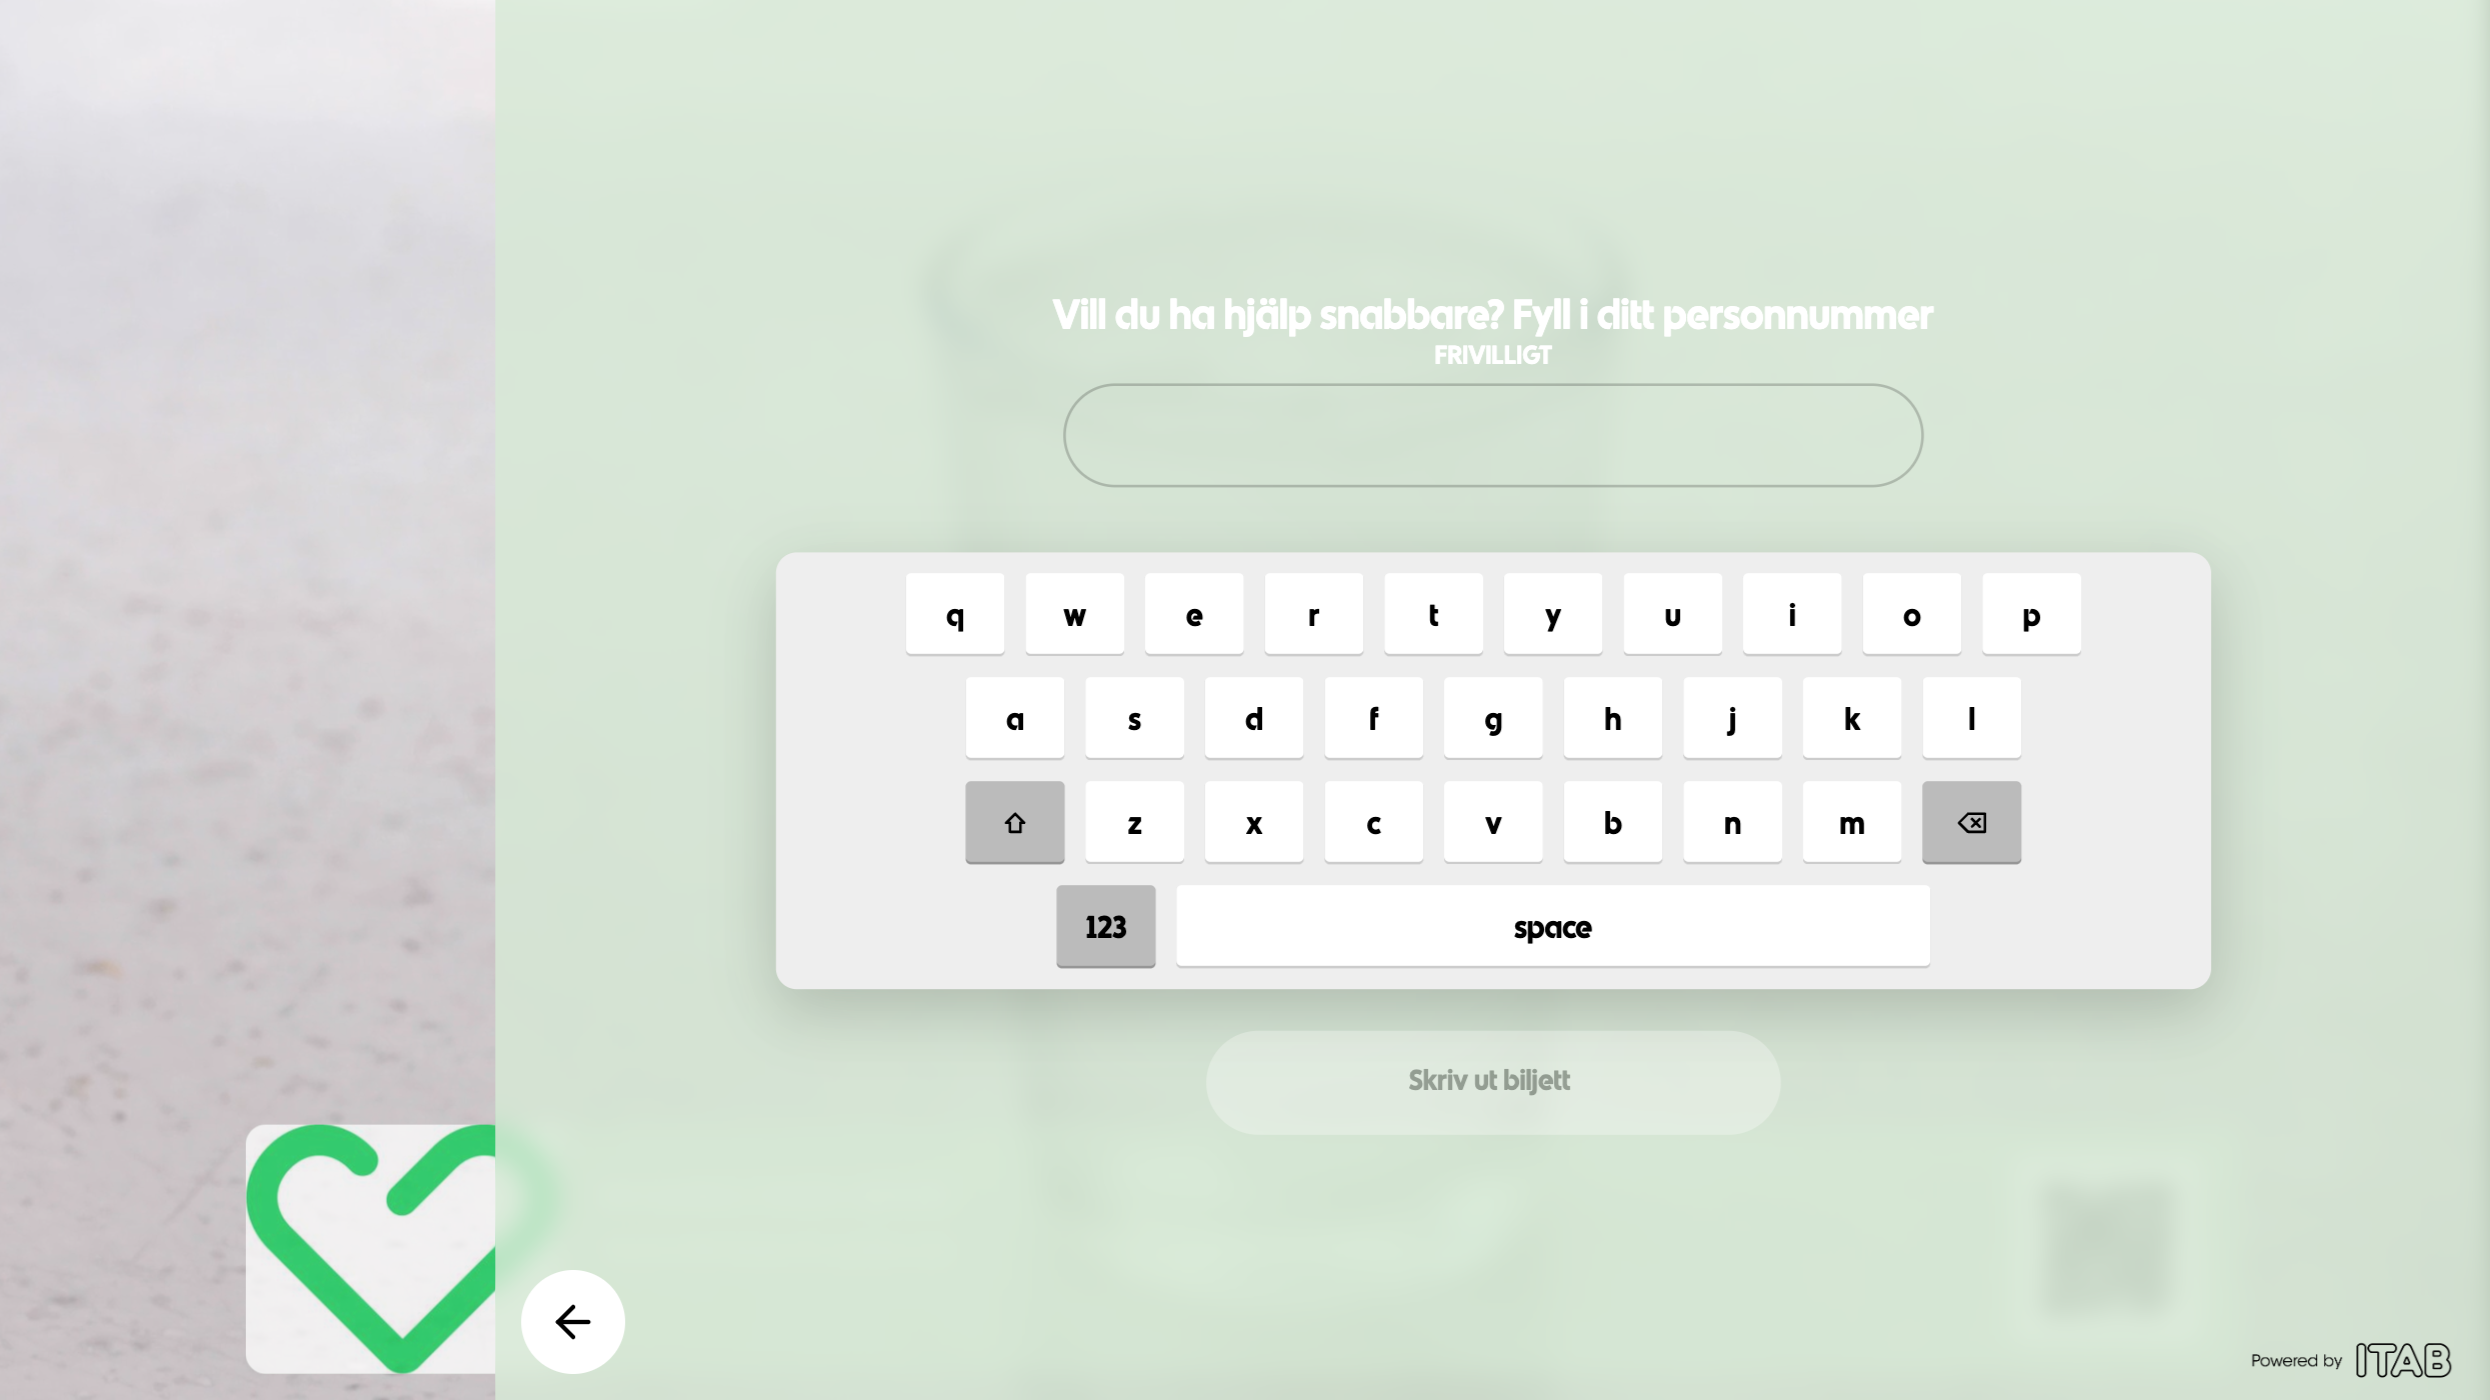 Vill du ha hjälp snabbare? Fyll i ditt personnummer
FRIVILLIGT
q w e r t y u i o p
a s d f g h j k l
z x c v b n m
123 space
Skriv ut biljett
Powered by ITAB